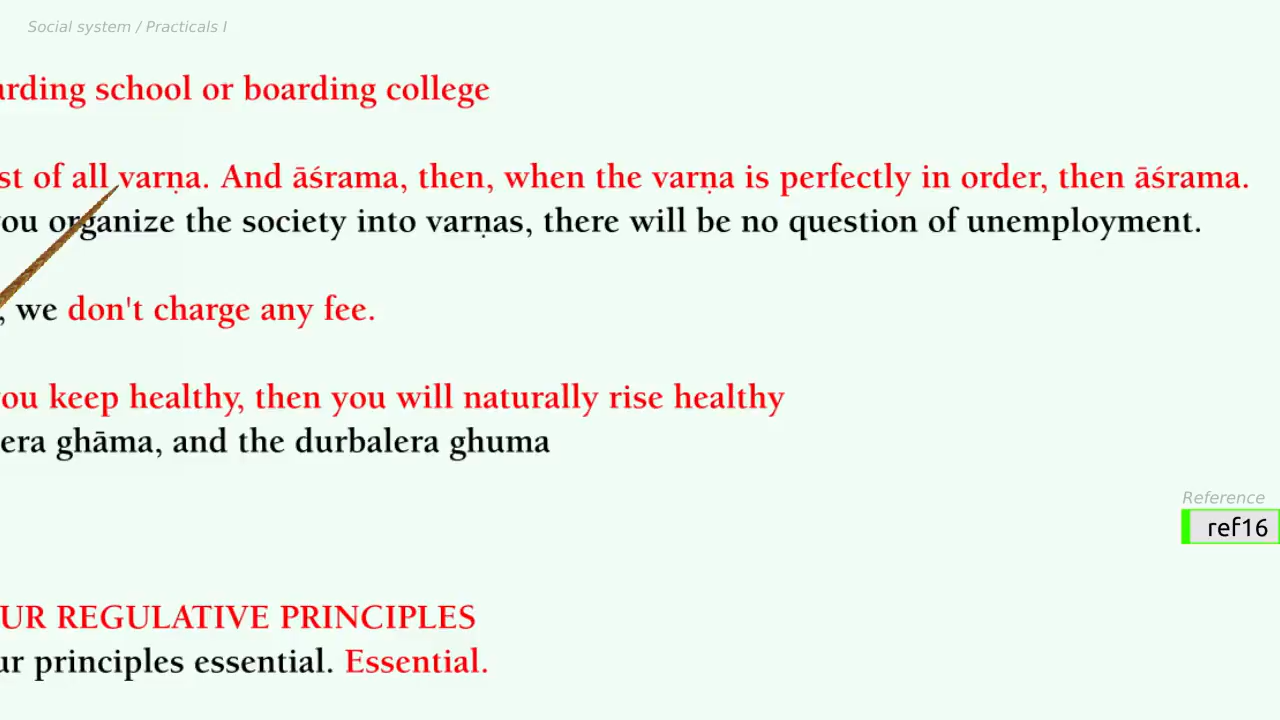 Social system / Practicals I
arding school or boarding college
st of all varṇa. And āśrama, then, when the varṇa is perfectly in order, then āśrama.
ou organize the society into varṇas, there will be no question of unemployment.
, we don't charge any fee.
ou keep healthy, then you will naturally rise healthy
era ghāma, and the durbalera ghuma
Reference
ref16
UR REGULATIVE PRINCIPLES
ur principles essential. Essential.